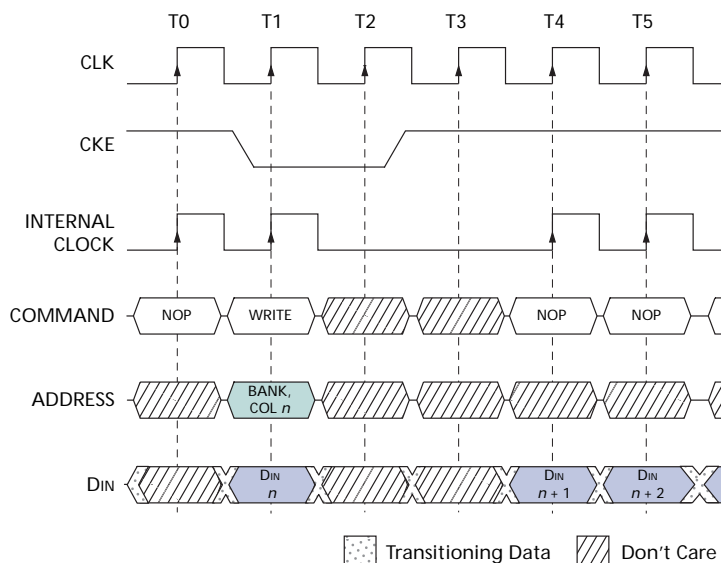 T0 T1 T2 T3 T4 T5
CLK
CKE
INTERNAL
CLOCK
COMMAND NOP WRITE NOP NOP
ADDRESS BANK,
COL n
DIN DIN
n DIN
n + 1 DIN
n + 2
Transitioning Data Don't Care